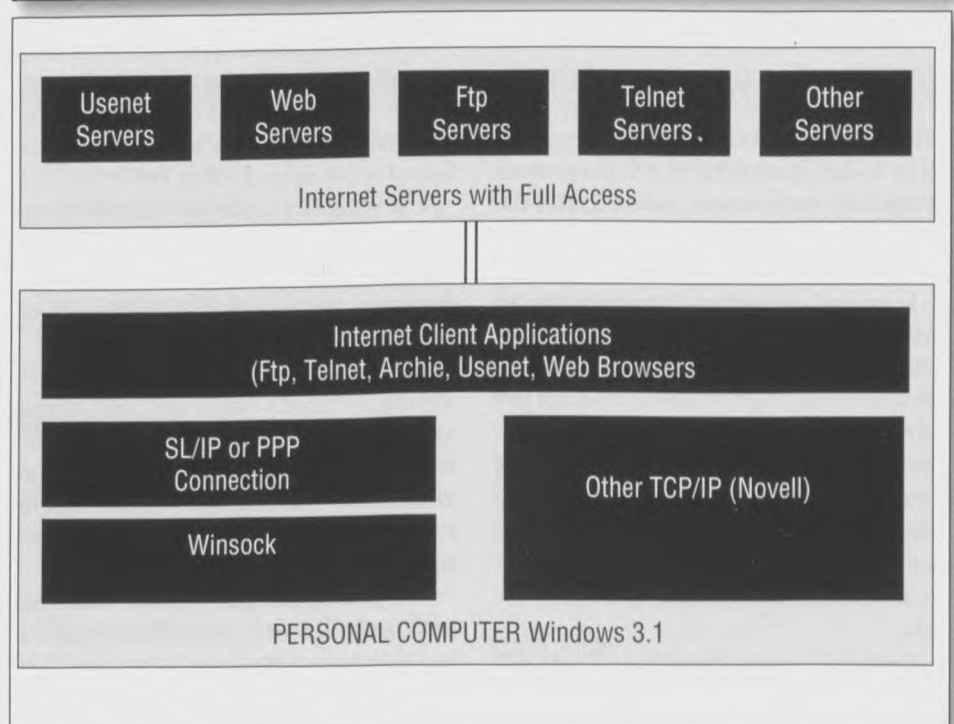 Usenet
Servers
Web
Servers
Ftp
Servers
Telnet
Servers.
Other
Servers
Internet Servers with Full Access
Internet Client Applications
(Ftp, Telnet, Archie, Usenet, Web Browsers
SL/IP or PPP
Connection
Winsock
Other TCP/IP (Novell)
PERSONAL COMPUTER Windows 3.1